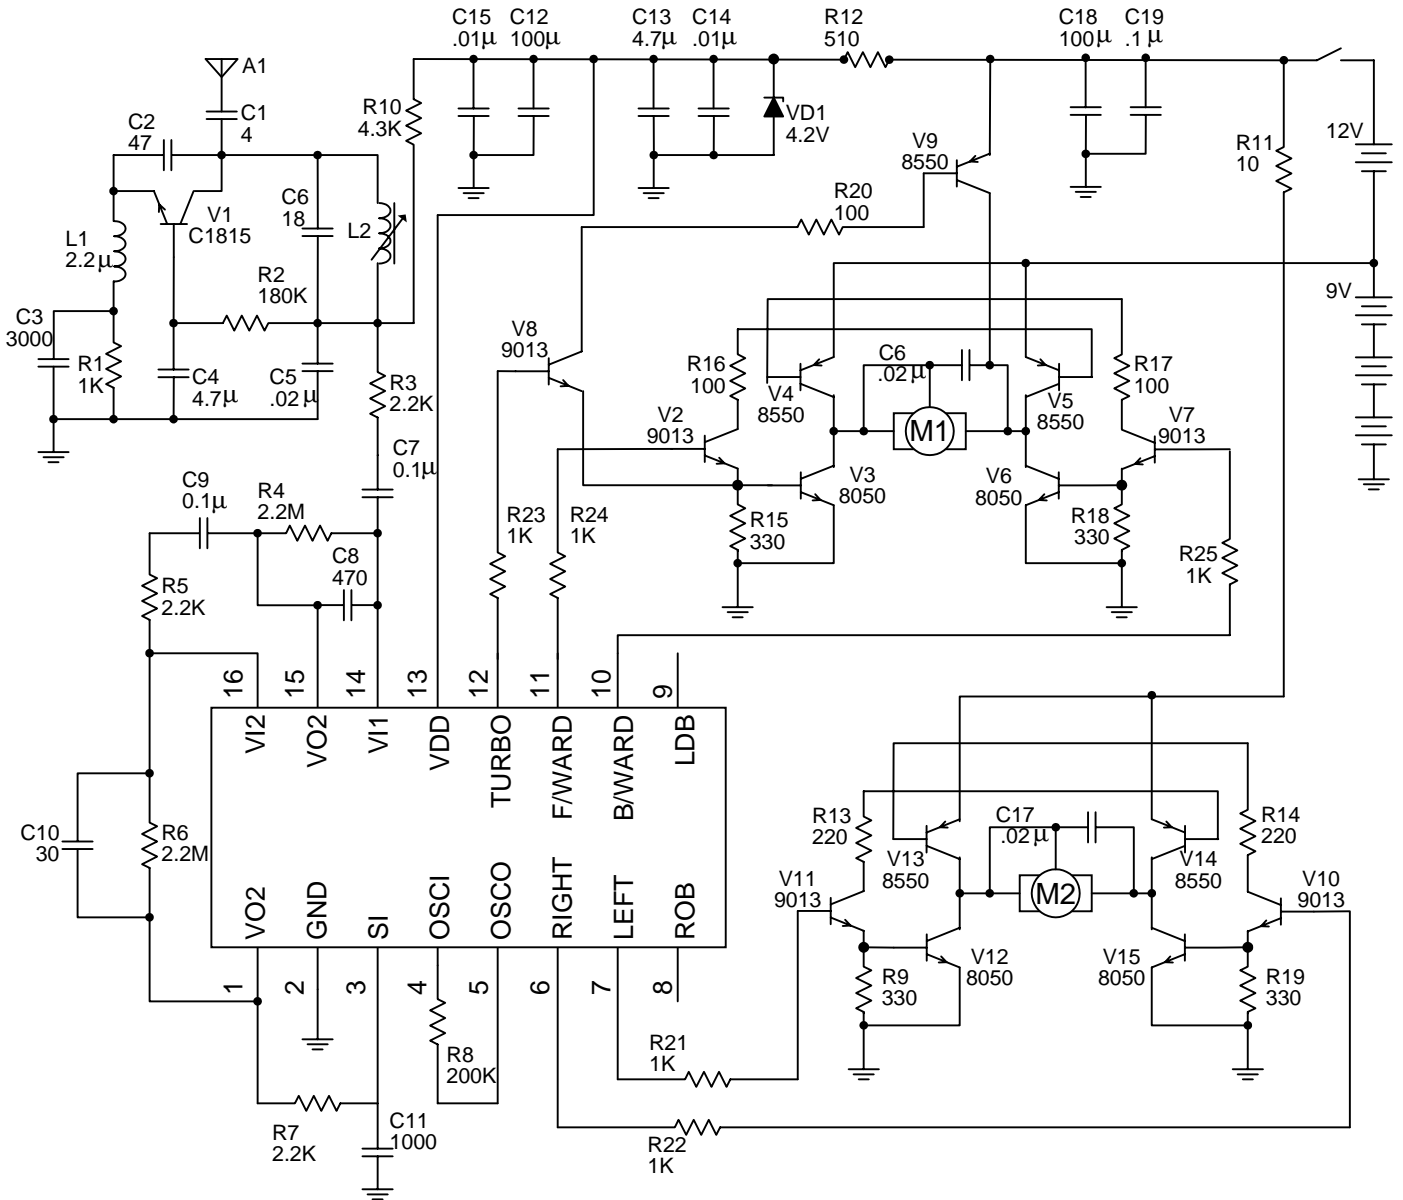 C15
.01µ
C12
100µ
C13
4.7µ
C14
.01µ
R12
510
C18
100µ
C19
.1µ
A1
C1
4
C2
47
R10
4.3K
VD1
4.2V
V9
8550
R11
10
12V
C6
18
L2
V1
C1815
L1
2.2µ
R20
100
R2
180K
9V
C3
3000
R1
1K
C4
4.7µ
C5
.02µ
R3
2.2K
V8
9013
R16
100
V4
8550
C6
.02µ
V5
8550
R17
100
V2
9013
M1
V7
9013
C7
0.1µ
V3
8050
V6
8050
C9
0.1µ
R4
2.2M
R23
1K
R24
1K
R15
330
R18
330
R25
1K
C8
470
R5
2.2K
16
15
14
13
12
11
10
9
VI2
VO2
VI1
VDD
TURBO
F/WARD
B/WARD
LDB
C10
30
R6
2.2M
R13
220
V13
8550
C17
.02µ
V14
8550
R14
220
V11
9013
M2
V10
9013
VO2
GND
SI
OSCI
OSCO
RIGHT
LEFT
ROB
1
2
3
4
5
6
7
8
R9
330
V12
8050
V15
8050
R19
330
R8
200K
R21
1K
R7
2.2K
C11
1000
R22
1K